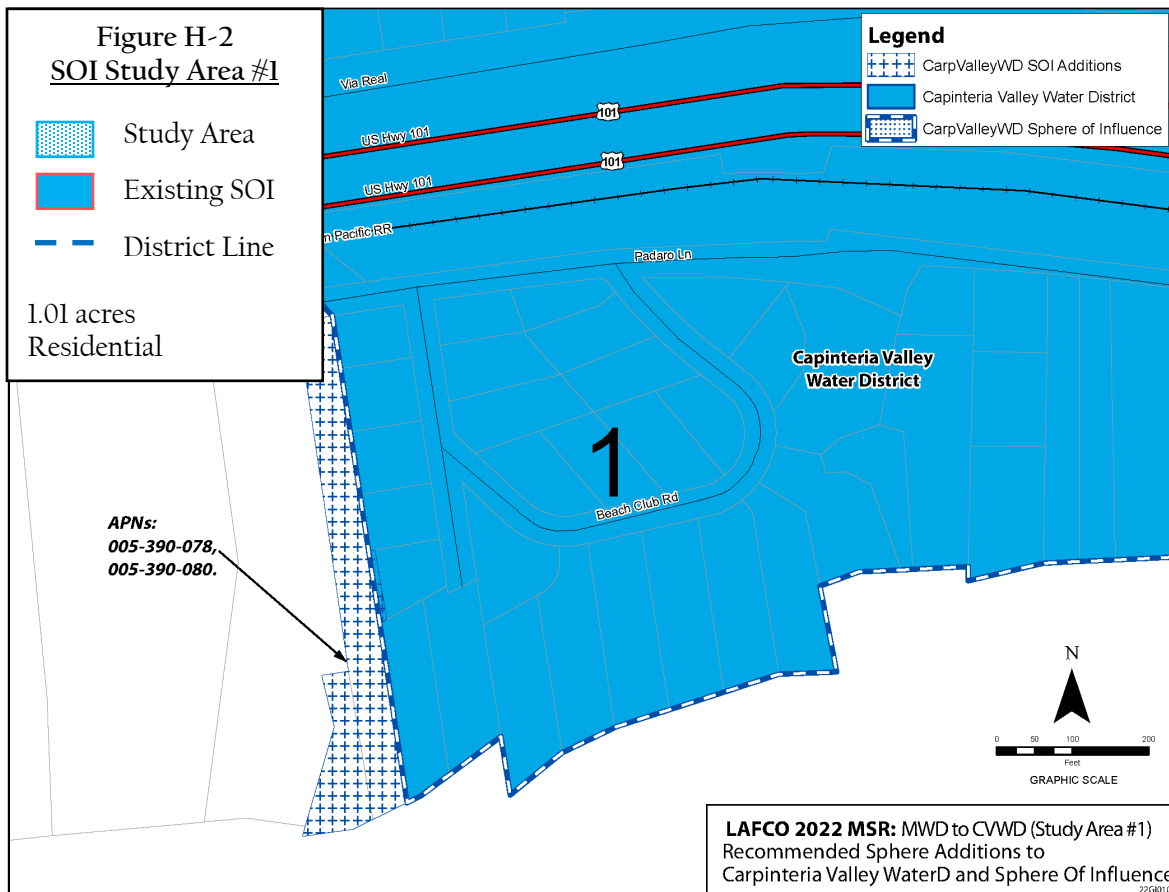 Figure H-2
SOI Study Area #1
Study Area
Existing SOI
District Line
1.01 acres
Residential
Legend
CarpValleyWD SOI Additions
Capinteria Valley Water District
CarpValleyWD Sphere of Influence
Via Real
101
US Hwy 101
101
US Hwy 101
n Pacific RR
Padaro Ln
Capinteria Valley
Water District
1
Beach Club Rd
APNs:
005-390-078,
005-390-080.
N
0 50 100 200
Feet
GRAPHIC SCALE
LAFCO 2022 MSR: MWD to CVWD (Study Area #1)
Recommended Sphere Additions to
Carpinteria Valley WaterD and Sphere Of Influence